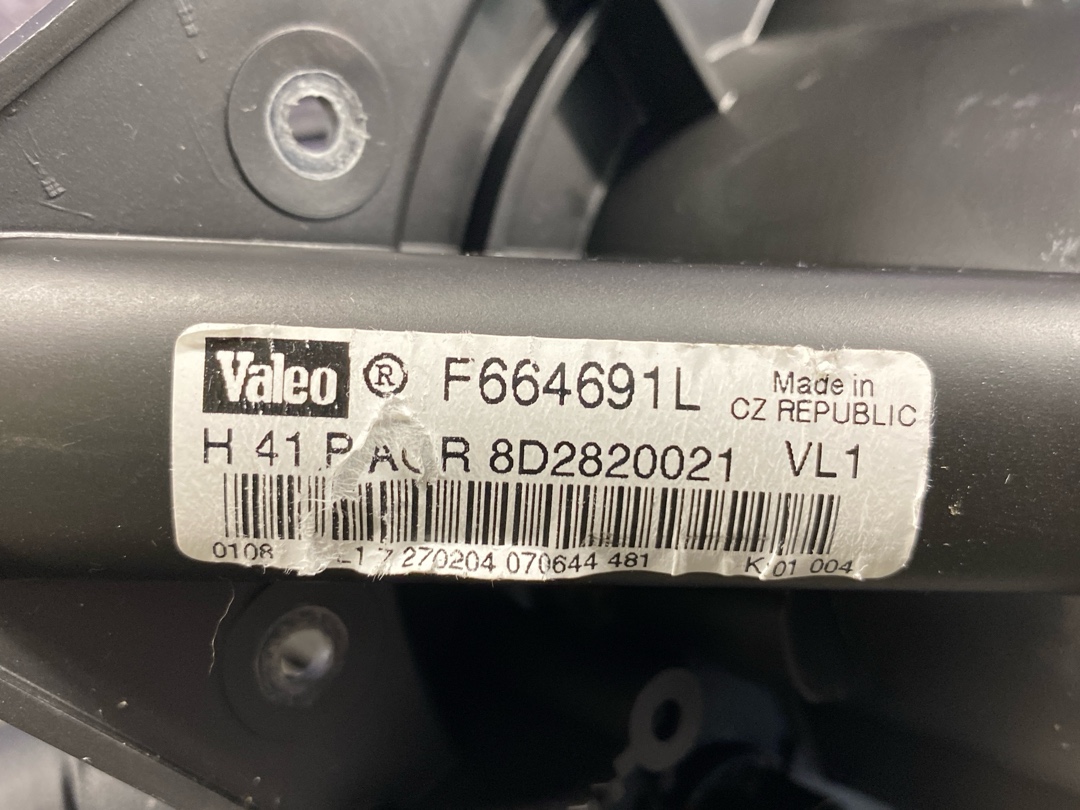 Valeo ® F664691L Made in
CZ REPUBLIC
H 41 R 8D2820021 VL1
0108 270204 070644 481 K 01 004